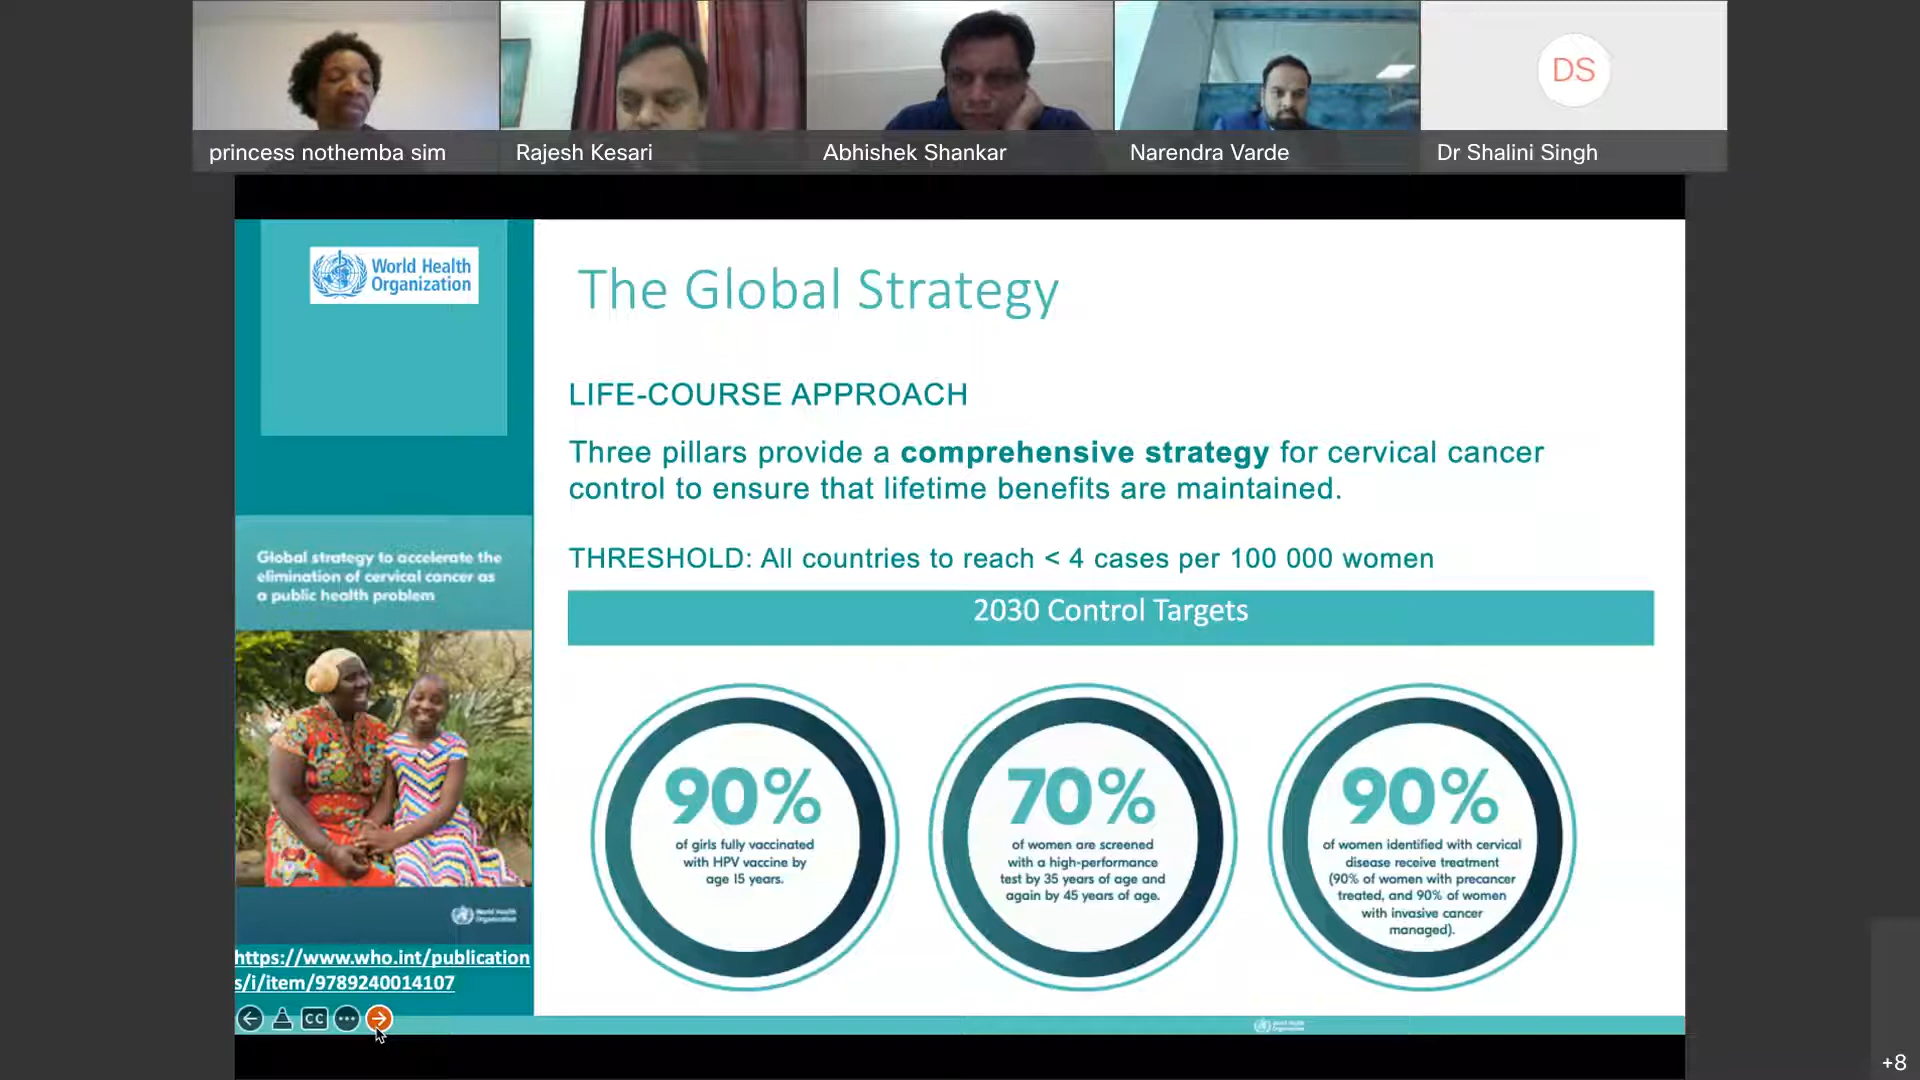 DS
princess nothemba sim
Rajesh Kesari
Abhishek Shankar
Narendra Varde
Dr Shalini Singh
World Health
Organization
The Global Strategy
LIFE-COURSE APPROACH
Three pillars provide a comprehensive strategy for cervical cancer
control to ensure that lifetime benefits are maintained.
THRESHOLD: All countries to reach < 4 cases per 100 000 women
2030 Control Targets
90%
of girls fully vaccinated
with HPV vaccine by
age 15 years.
70%
of women are screened
with a high-performance
test by 35 years of age and
again by 45 years of age.
90%
of women identified with cervical
disease receive treatment
(90% of women with precancer
treated, and 90% of women
with invasive cancer
managed).
Global strategy to accelerate the
elimination of cervical cancer as
a public health problem
World Health
Organization
https://www.who.int/publication
s/i/item/9789240014107
CC
World Health
Organization
+8